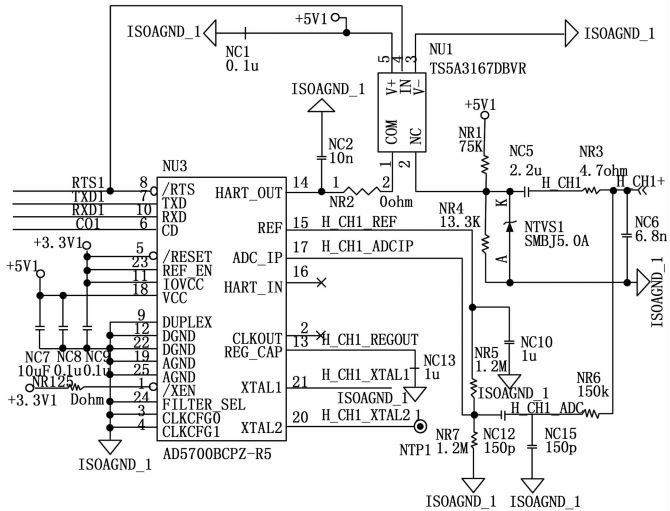 +5V1
ISOAGND_1
NC1
0.1u
5
4
3
V+
IN
V-
COM
NC
1
2
NU1
TS5A3167DBVR
ISOAGND_1
ISOAGND_1
NC2
10n
+5V1
NR1
75K
NC5
2.2u
NR3
4.7ohm
H_CH1
H_CH1+
NU3
RTS1
TXD1
RXD1
CO1
8
7
10
6
/RTS
TXD
RXD
CD
HART_OUT
14
1
2
NR2
0ohm
NR4
13.3K
K
A
NTVS1
SMBJ5.0A
NC6
6.8n
ISOAGND_1
REF
15
H_CH1_REF
ADC_IP
17
H_CH1_ADCIP
HART_IN
16
+3.3V1
+5V1
5
23
11
18
/RESET
REF_EN
IOVCC
VCC
9
12
22
19
25
1
24
3
4
DUPLEX
DGND
DGND
AGND
AGND
/XEN
FILTER_SEL
CLKCFG0
CLKCFG1
NC7
10uF
NC8
0.1u
NC9
0.1u
NR125
+3.3V1
Dohm
ISOAGND_1
CLKOUT
2
REG_CAP
13
H_CH1_REGOUT
NC13
1u
XTAL1
21
H_CH1_XTAL1
ISOAGND_1
XTAL2
20
H_CH1_XTAL2
1
NTP1
AD5700BCPZ-R5
NC10
1u
NR5
1.2M
ISOAGND_1
NR6
150k
H_CH1_ADC
NR7
1.2M
NC12
150p
NC15
150p
ISOAGND_1
ISOAGND_1